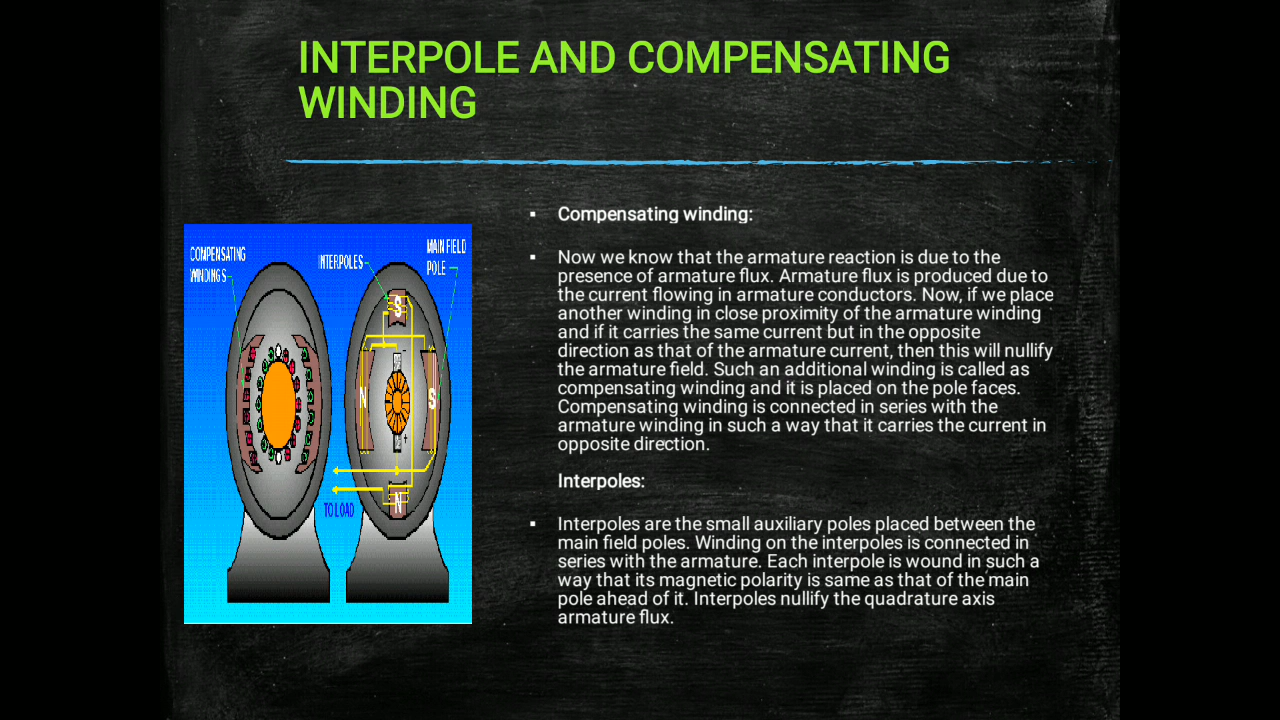 INTERPOLE AND COMPENSATING
WINDING
COMPENSATING
WINDINGS
INTERPOLES
MAIN FIELD
POLE
S
N
S
N
TO LOAD
▪ Compensating winding:
▪ Now we know that the armature reaction is due to the
presence of armature flux. Armature flux is produced due to
the current flowing in armature conductors. Now, if we place
another winding in close proximity of the armature winding
and if it carries the same current but in the opposite
direction as that of the armature current, then this will nullify
the armature field. Such an additional winding is called as
compensating winding and it is placed on the pole faces.
Compensating winding is connected in series with the
armature winding in such a way that it carries the current in
opposite direction.
Interpoles:
▪ Interpoles are the small auxiliary poles placed between the
main field poles. Winding on the interpoles is connected in
series with the armature. Each interpole is wound in such a
way that its magnetic polarity is same as that of the main
pole ahead of it. Interpoles nullify the quadrature axis
armature flux.